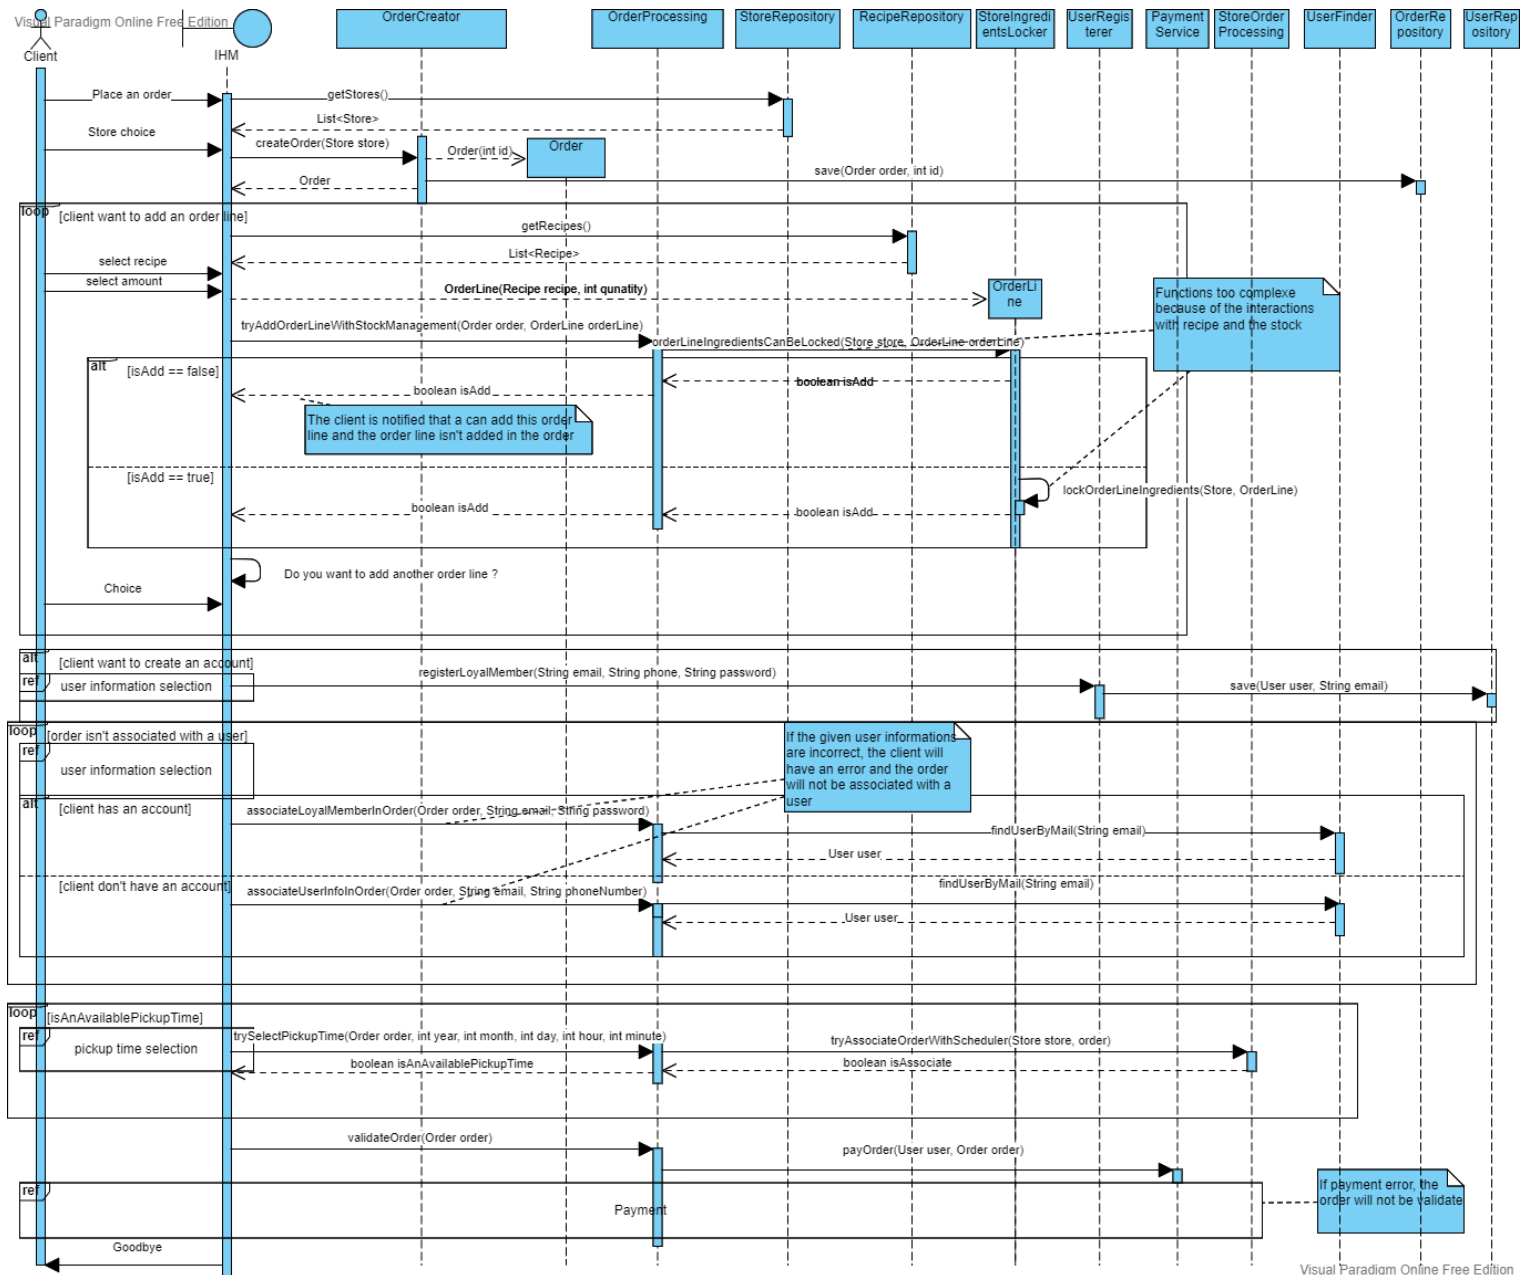 Visual Paradigm Online Free Edition
Client
IHM
OrderCreator
OrderProcessing
StoreRepository
RecipeRepository
StoreIngredi
entsLocker
UserRegis
terer
Payment
Service
StoreOrder
Processing
UserFinder
OrderRe
pository
UserRep
ository
Place an order
getStores()
List<Store>
Store choice
createOrder(Store store)
Order(int id)
Order
save(Order order, int id)
Order
loop
[client want to add an order line]
getRecipes()
List<Recipe>
select recipe
select amount
OrderLine(Recipe recipe, int qunatity)
OrderLi
ne
Functions too complexe
because of the interactions
with recipe and the stock
tryAddOrderLineWithStockManagement(Order order, OrderLine orderLine)
orderLineIngredientsCanBeLocked(Store store, OrderLine orderLine)
alt
[isAdd == false]
boolean isAdd
boolean isAdd
The client is notified that a can add this order
line and the order line isn't added in the order
[isAdd == true]
lockOrderLineIngredients(Store, OrderLine)
boolean isAdd
boolean isAdd
Do you want to add another order line ?
Choice
alt
[client want to create an account]
ref
user information selection
registerLoyalMember(String email, String phone, String password)
save(User user, String email)
loop
[order isn't associated with a user]
ref
user information selection
If the given user informations
are incorrect, the client will
have an error and the order
will not be associated with a
user
alt
[client has an account]
associateLoyalMemberInOrder(Order order, String email, String password)
findUserByMail(String email)
User user
[client don't have an account]
associateUserInfoInOrder(Order order, String email, String phoneNumber)
findUserByMail(String email)
User user
loop
[isAnAvailablePickupTime]
ref
pickup time selection
trySelectPickupTime(Order order, int year, int month, int day, int hour, int minute)
tryAssociateOrderWithScheduler(Store store, order)
boolean isAnAvailablePickupTime
boolean isAssociate
validateOrder(Order order)
payOrder(User user, Order order)
ref
Payment
If payment error, the
order will not be validate
Goodbye
Visual Paradigm Online Free Edition